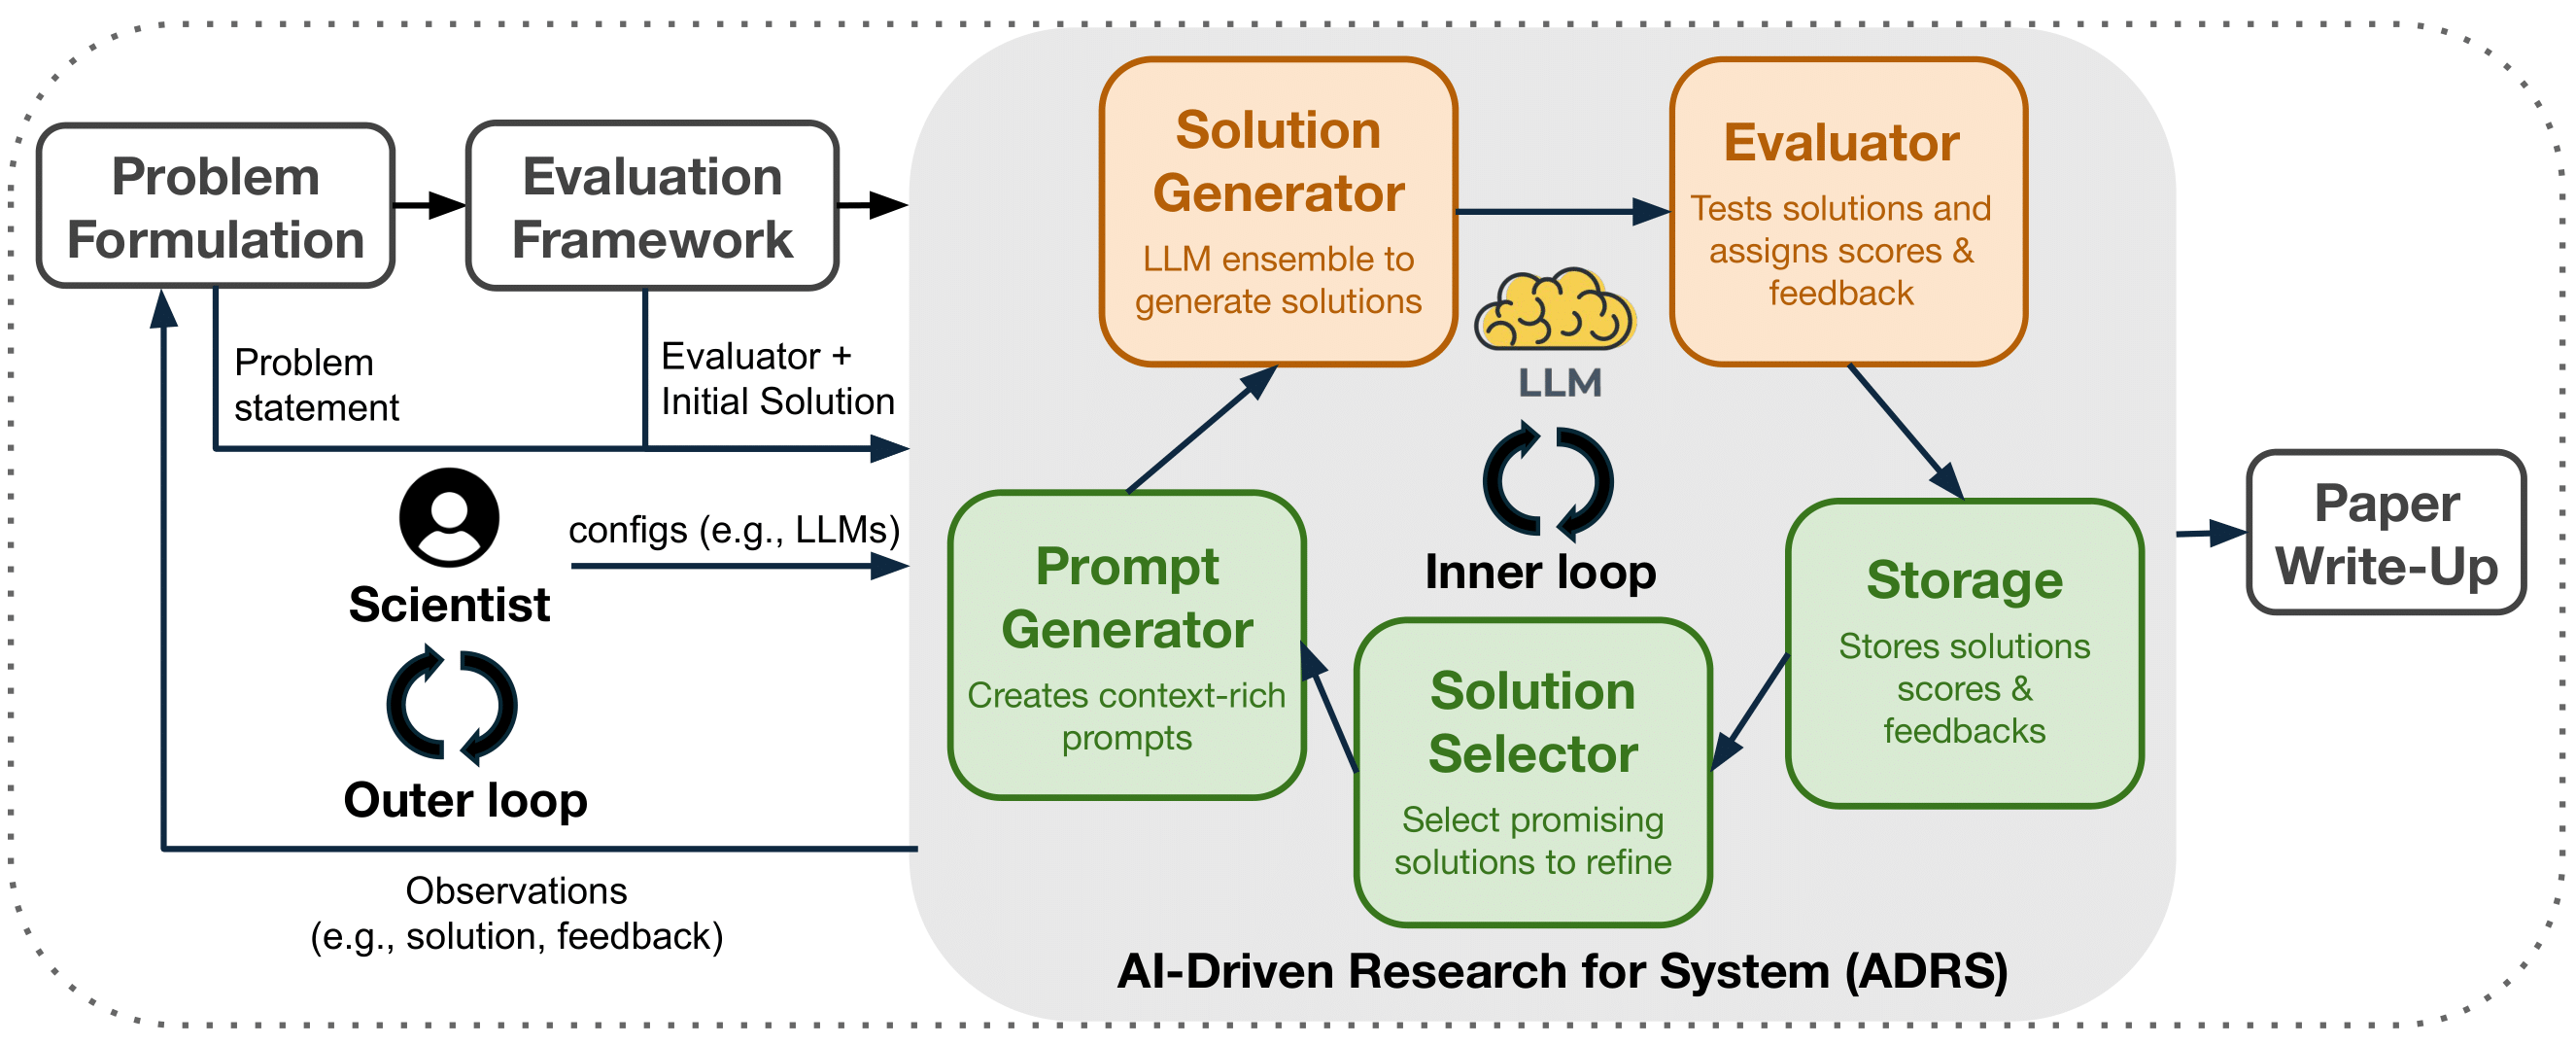 Problem
Formulation
Evaluation
Framework
Problem
statement
Evaluator +
Initial Solution
configs (e.g., LLMs)
Scientist
Outer loop
Observations
(e.g., solution, feedback)
Solution
Generator
LLM ensemble to
generate solutions
Evaluator
Tests solutions and
assigns scores &
feedback
LLM
Inner loop
Prompt
Generator
Creates context-rich
prompts
Solution
Selector
Select promising
solutions to refine
Storage
Stores solutions
scores &
feedbacks
AI-Driven Research for System (ADRS)
Paper
Write-Up